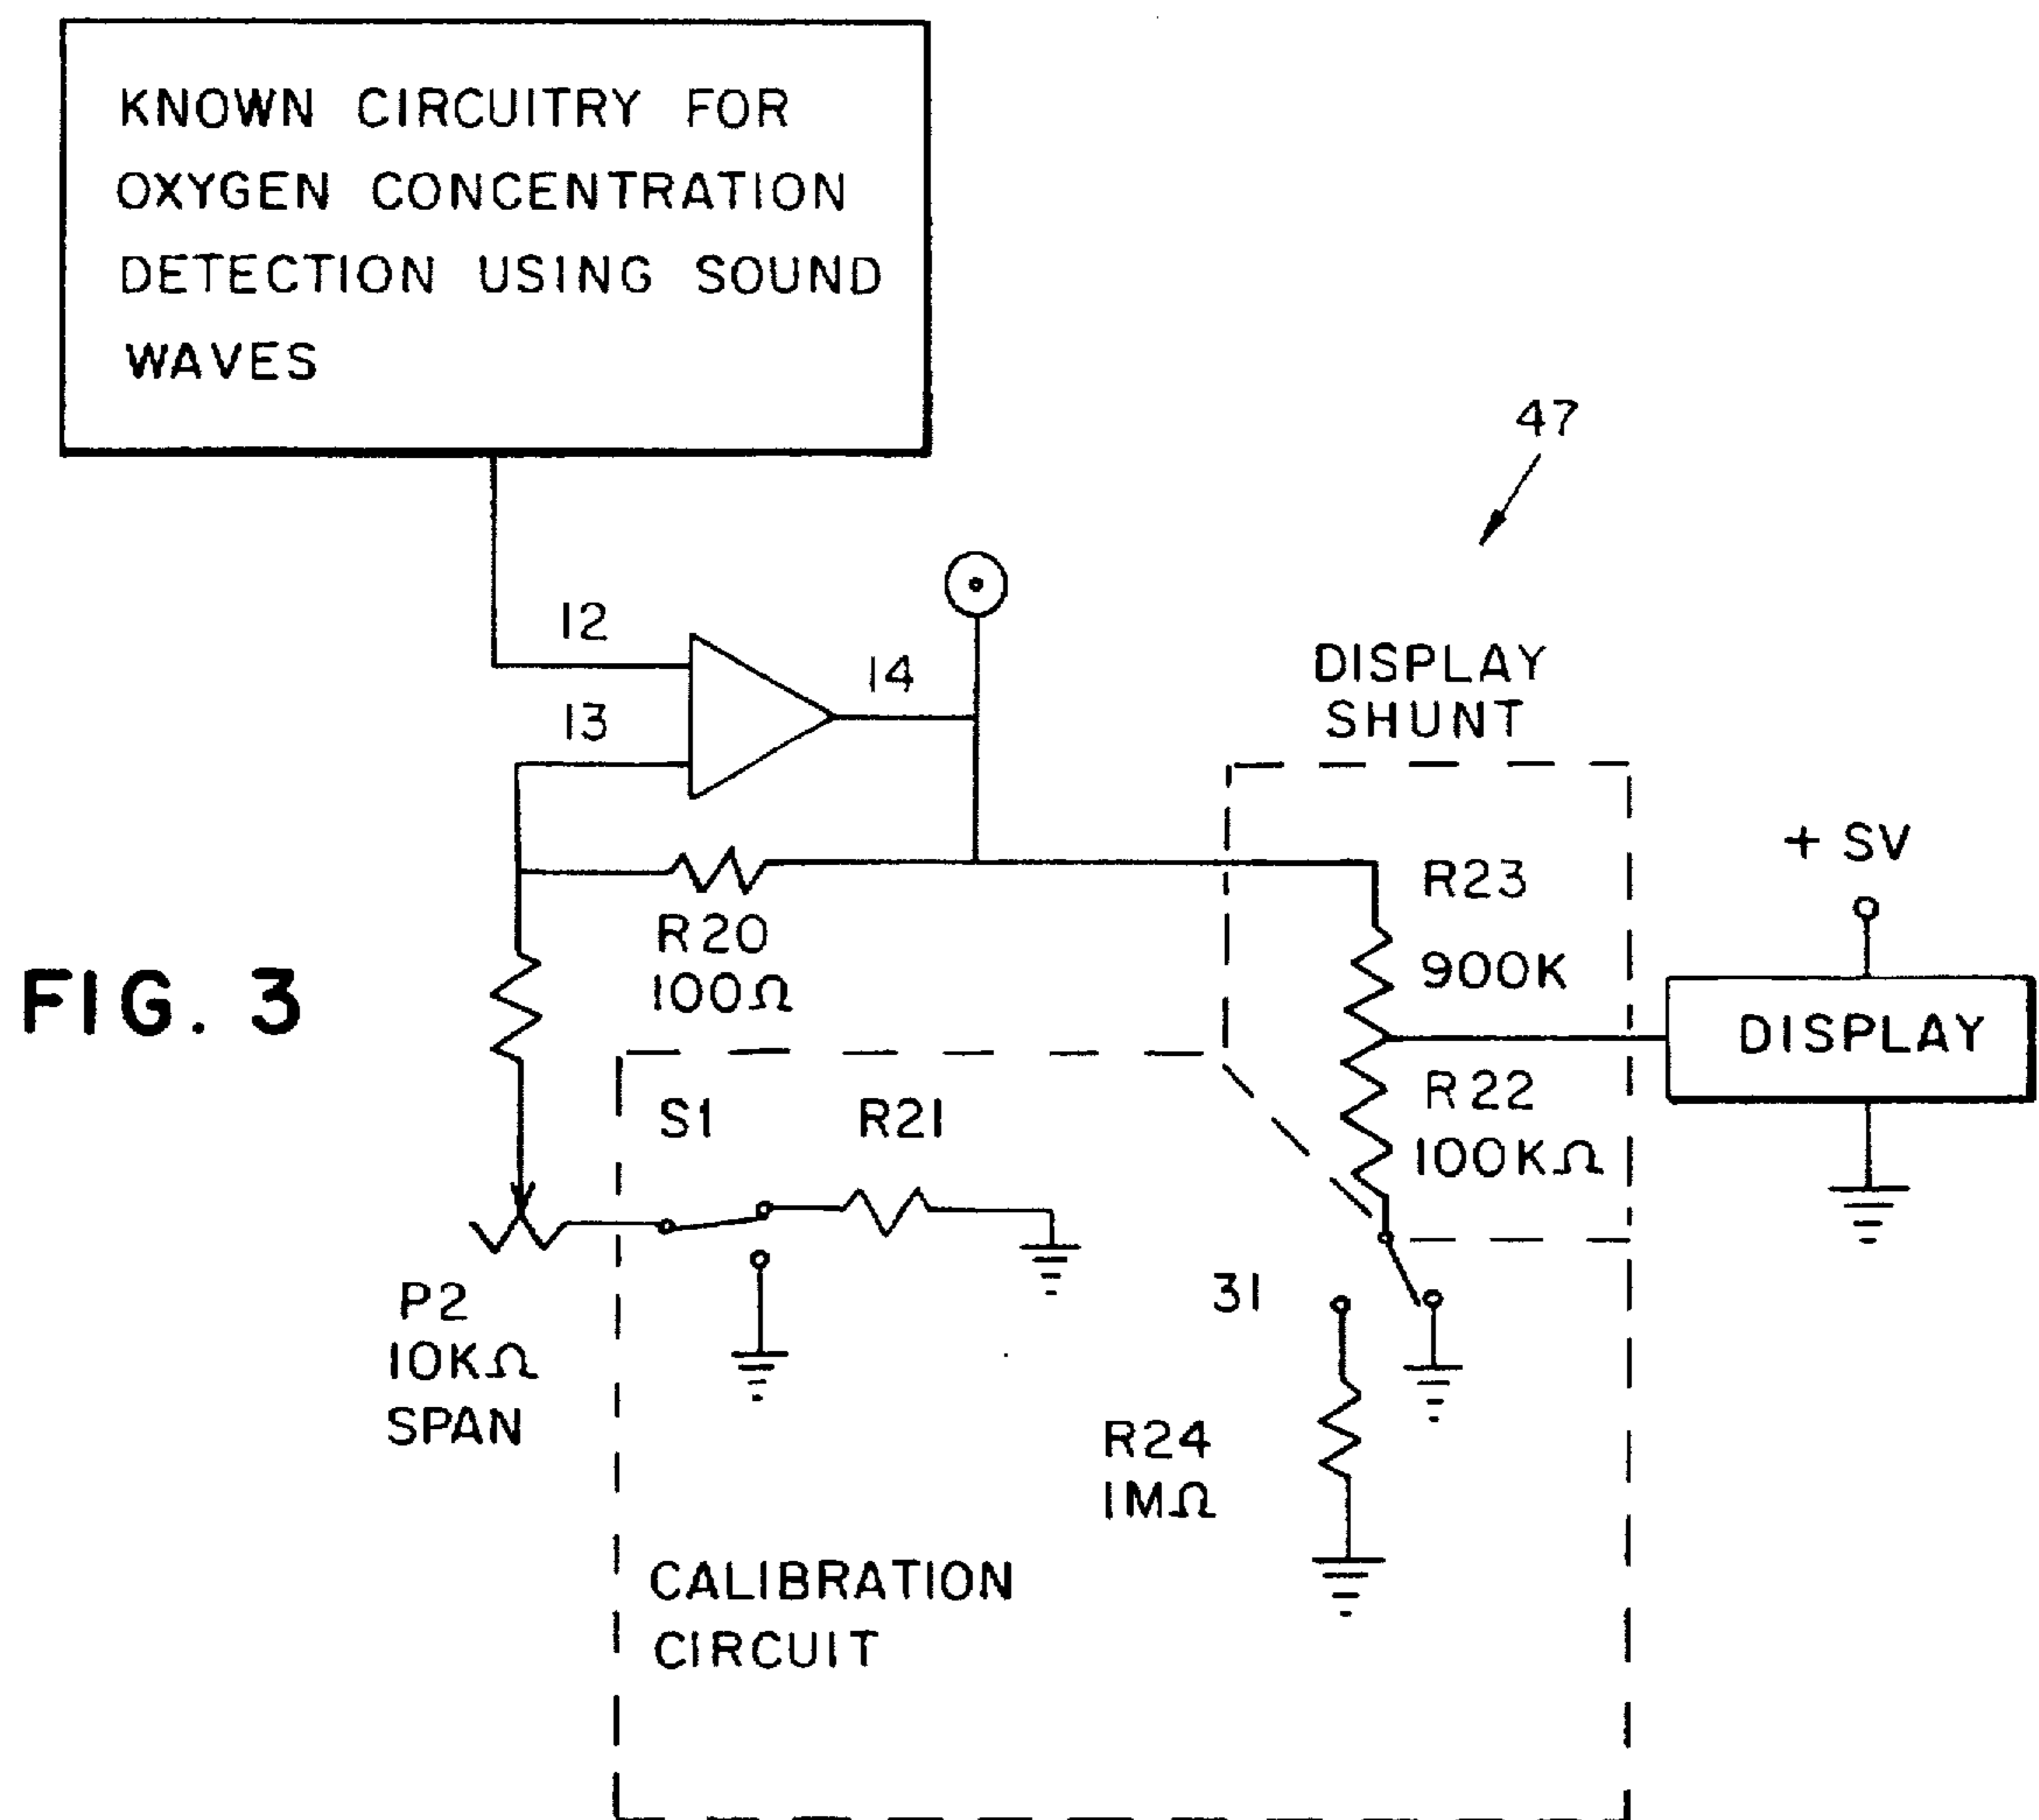 KNOWN CIRCUITRY FOR
OXYGEN CONCENTRATION
DETECTION USING SOUND
WAVES
47
12
14
13
DISPLAY
SHUNT
+ SV
R23
900K
R20
100Ω
FIG. 3
DISPLAY
R22
100KΩ
S1
R21
31
P2
10KΩ
SPAN
R24
1MΩ
CALIBRATION
CIRCUIT